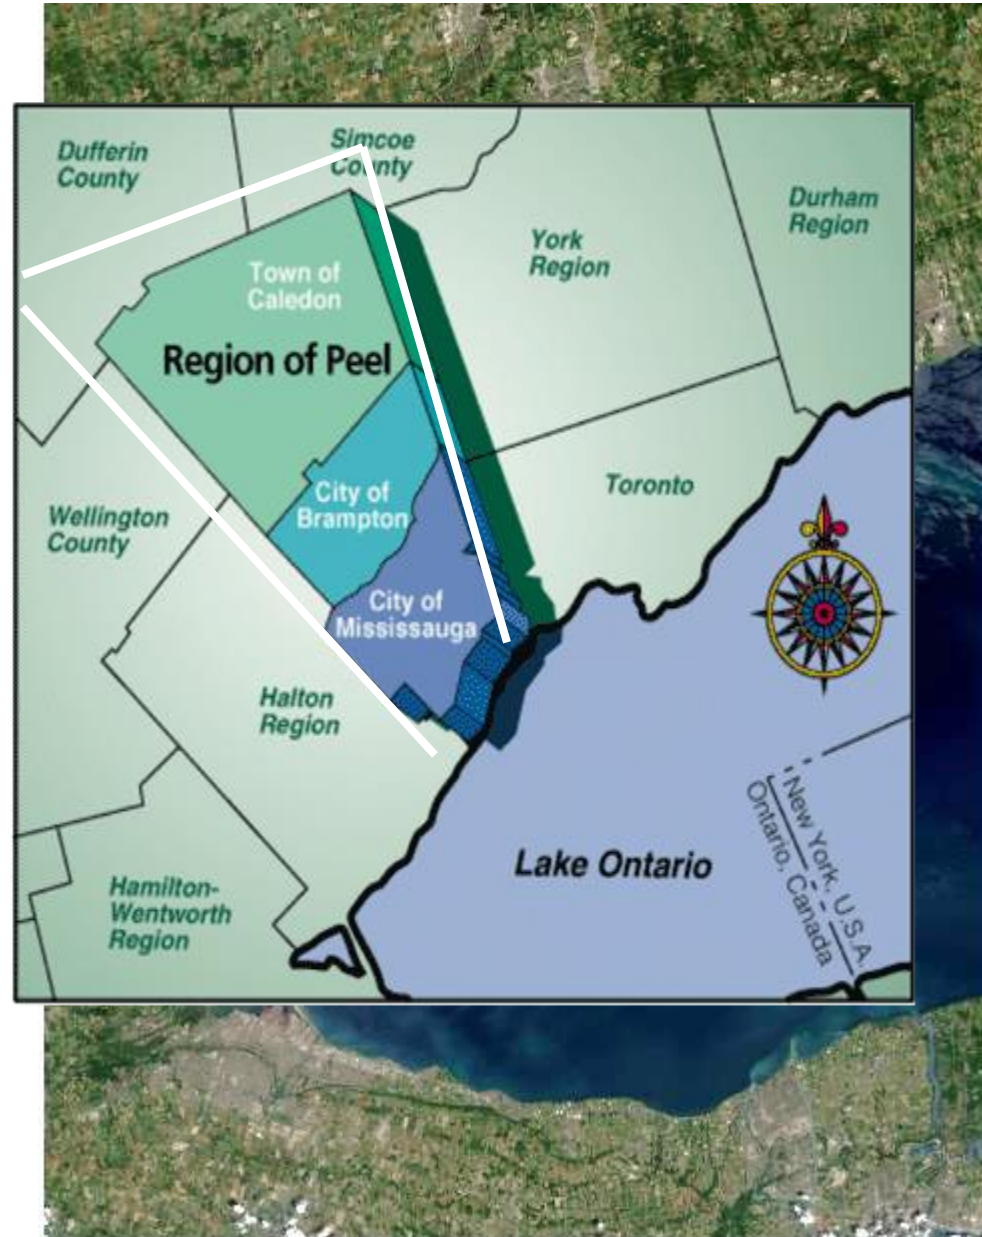 Dufferin
County
Simcoe
County
Durham
Region
York
Region
Town of
Caledon
Region of Peel
Toronto
City of
Brampton
Wellington
County
City of
Mississauga
Halton
Region
New York, U.S.A.
Ontario, Canada
Lake Ontario
Hamilton-
Wentworth
Region